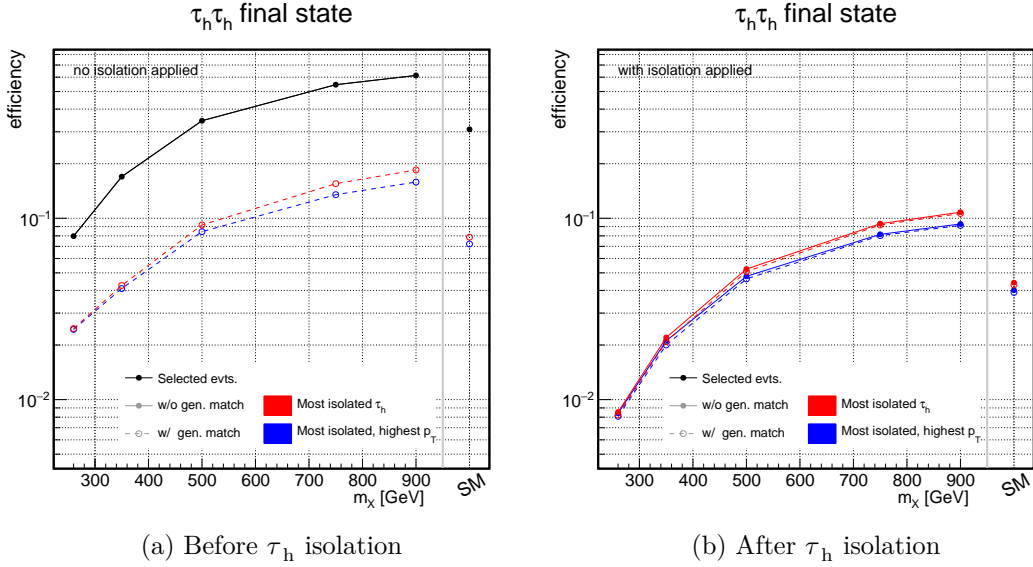 τhτh final state
efficiency
no isolation applied
10⁻¹
10⁻²
Selected evts.
w/o gen. match
w/ gen. match
Most isolated τh
Most isolated, highest pT
300 400 500 600 700 800 900 SM
mX [GeV]
(a) Before τh isolation
τhτh final state
efficiency
with isolation applied
10⁻¹
10⁻²
Selected evts.
w/o gen. match
w/ gen. match
Most isolated τh
Most isolated, highest pT
300 400 500 600 700 800 900 SM
mX [GeV]
(b) After τh isolation